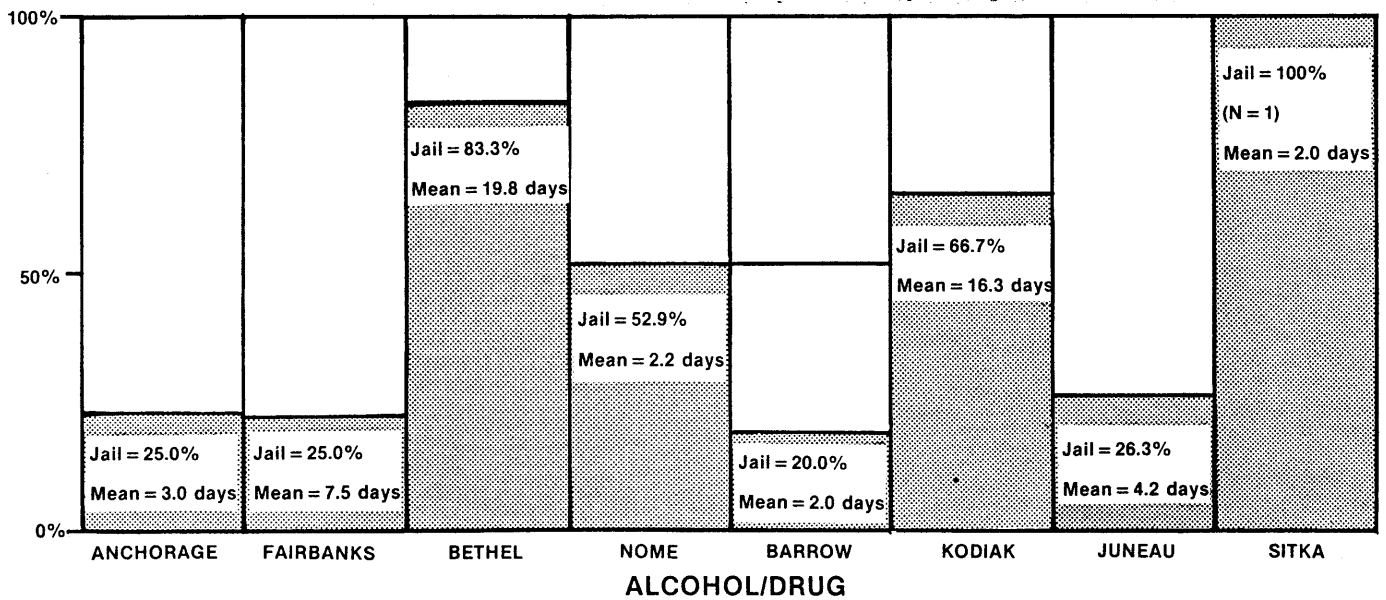 100%
50%
0%
Jail = 25.0%
Mean = 3.0 days
Jail = 25.0%
Mean = 7.5 days
Jail = 83.3%
Mean = 19.8 days
Jail = 52.9%
Mean = 2.2 days
Jail = 20.0%
Mean = 2.0 days
Jail = 66.7%
Mean = 16.3 days
Jail = 26.3%
Mean = 4.2 days
Jail = 100%
(N = 1)
Mean = 2.0 days
ANCHORAGE FAIRBANKS BETHEL NOME BARROW KODIAK JUNEAU SITKA
ALCOHOL/DRUG